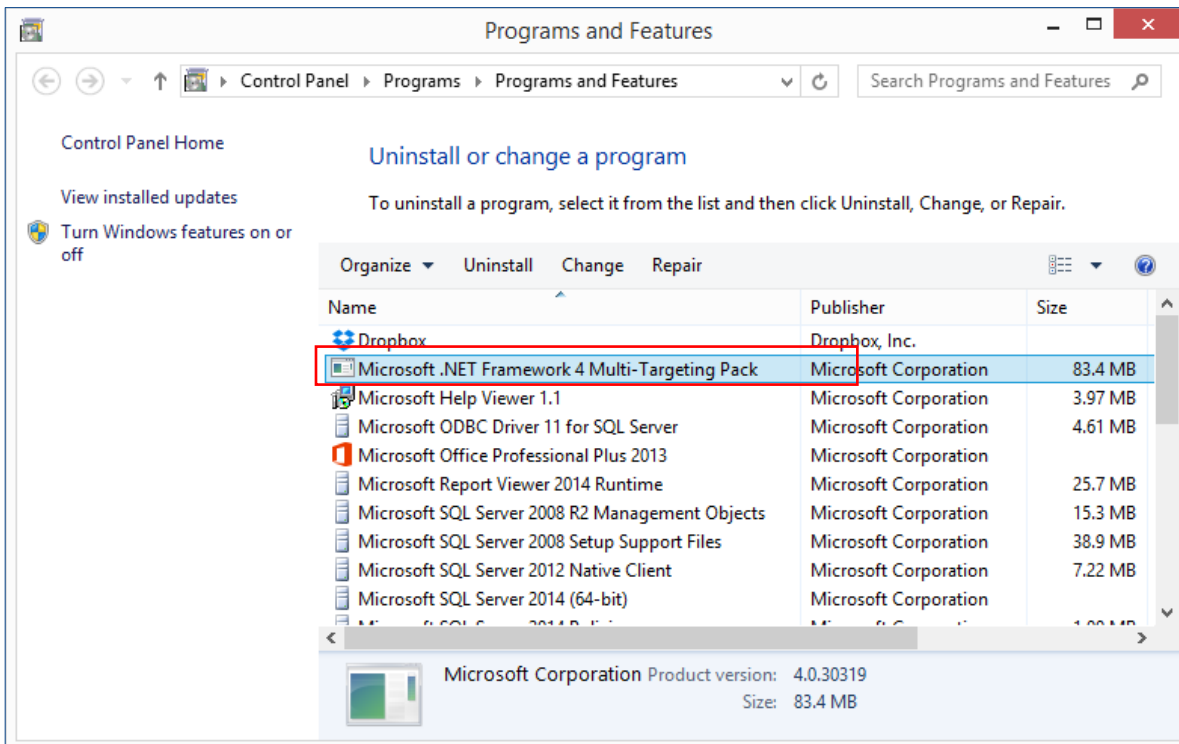 Programs and Features
Control Panel Programs Programs and Features Search Programs and Features
Control Panel Home
View installed updates
Turn Windows features on or
off
Uninstall or change a program
To uninstall a program, select it from the list and then click Uninstall, Change, or Repair.
Organize Uninstall Change Repair
Name Publisher Size
Dropbox Dropbox, Inc.
Microsoft .NET Framework 4 Multi-Targeting Pack Microsoft Corporation 83.4 MB
Microsoft Help Viewer 1.1 Microsoft Corporation 3.97 MB
Microsoft ODBC Driver 11 for SQL Server Microsoft Corporation 4.61 MB
Microsoft Office Professional Plus 2013 Microsoft Corporation
Microsoft Report Viewer 2014 Runtime Microsoft Corporation 25.7 MB
Microsoft SQL Server 2008 R2 Management Objects Microsoft Corporation 15.3 MB
Microsoft SQL Server 2008 Setup Support Files Microsoft Corporation 38.9 MB
Microsoft SQL Server 2012 Native Client Microsoft Corporation 7.22 MB
Microsoft SQL Server 2014 (64-bit) Microsoft Corporation
Microsoft Corporation Product version: 4.0.30319
Size: 83.4 MB